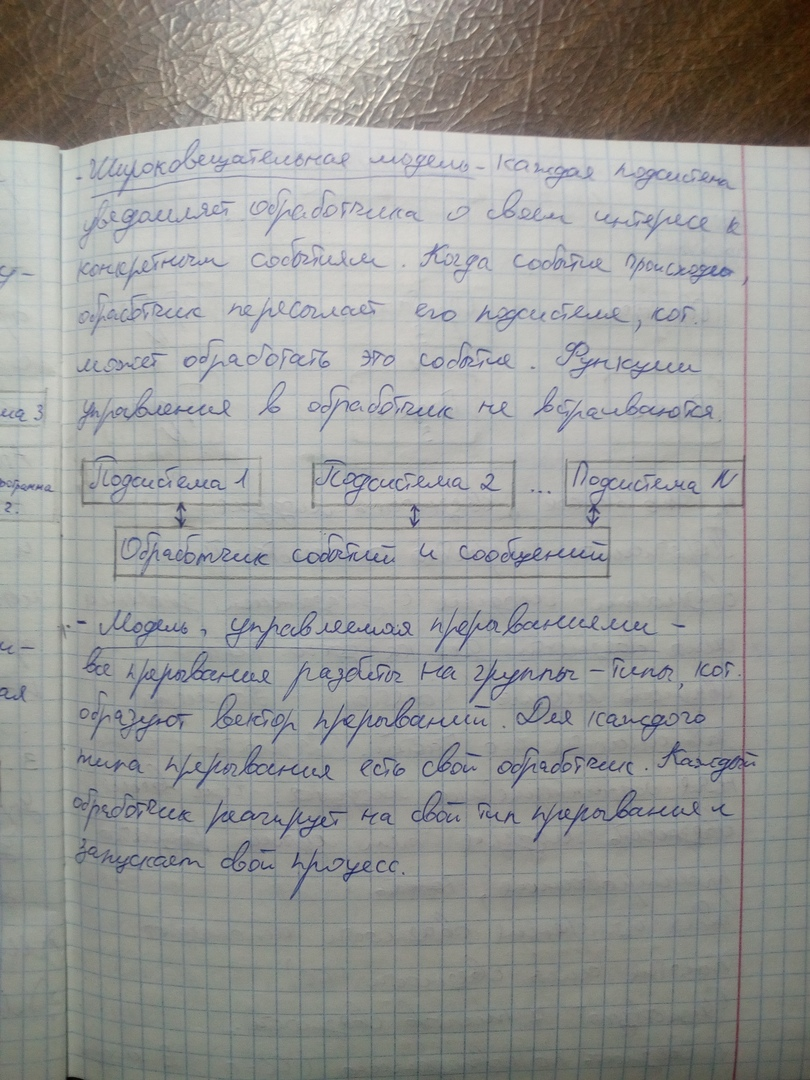 - Широковещательная модель - каждая подсистема
уведомляет обработчика о своем интересе к
конкретным событиям. Когда событие происходит,
обработчик пересылает его подсистеме, кот.
может обработать это событие. Функции
управления в обработчик не встраиваются.
Подсистема 1 Подсистема 2 ... Подсистема N
Обработчик событий и сообщений
- Модель, управляемая прерываниями -
все прерывания разбиты на группы - типы, кот.
образуют вектор прерываний. Для каждого
типа прерывания есть свой обработчик. Каждый
обработчик реагирует на свой тип прерывания и
запускает свой процесс.
ма 3
г.
ая